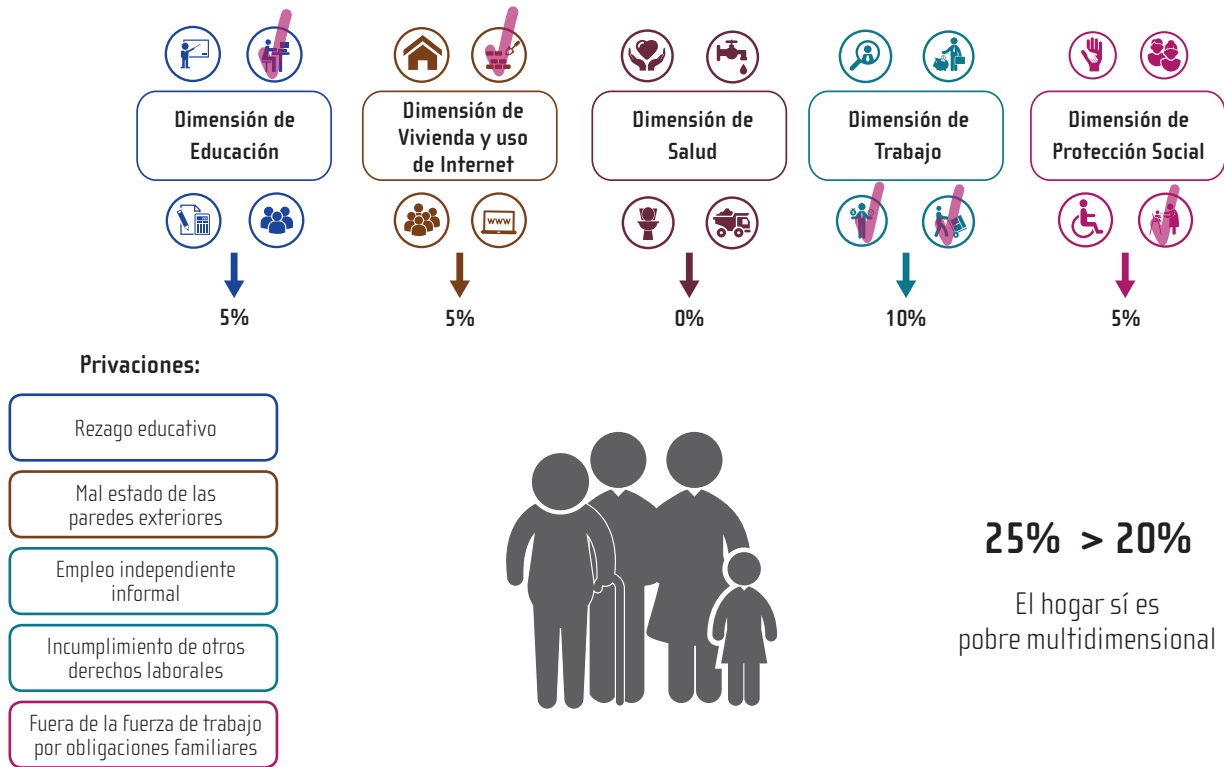 Dimensión de
Educación
Dimensión de
Vivienda y uso
de Internet
Dimensión de
Salud
Dimensión de
Trabajo
Dimensión de
Protección Social
www
5%
5%
0%
10%
5%
Privaciones:
Rezago educativo
Mal estado de las
paredes exteriores
Empleo independiente
informal
Incumplimiento de otros
derechos laborales
Fuera de la fuerza de trabajo
por obligaciones familiares
25% > 20%
El hogar sí es
pobre multidimensional